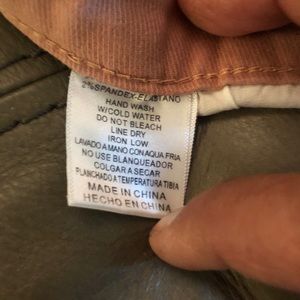 2%SPANDEX-ELASTANO
HAND WASH
W/COLD WATER
DO NOT BLEACH
LINE DRY
IRON LOW
LAVADO A MANO CON AQUA FRIA
NO USE BLANQUEADOR
COLGAR A SECAR
PLANCHADO A TEMPERATURA TIBIA
MADE IN CHINA
HECHO EN CHINA